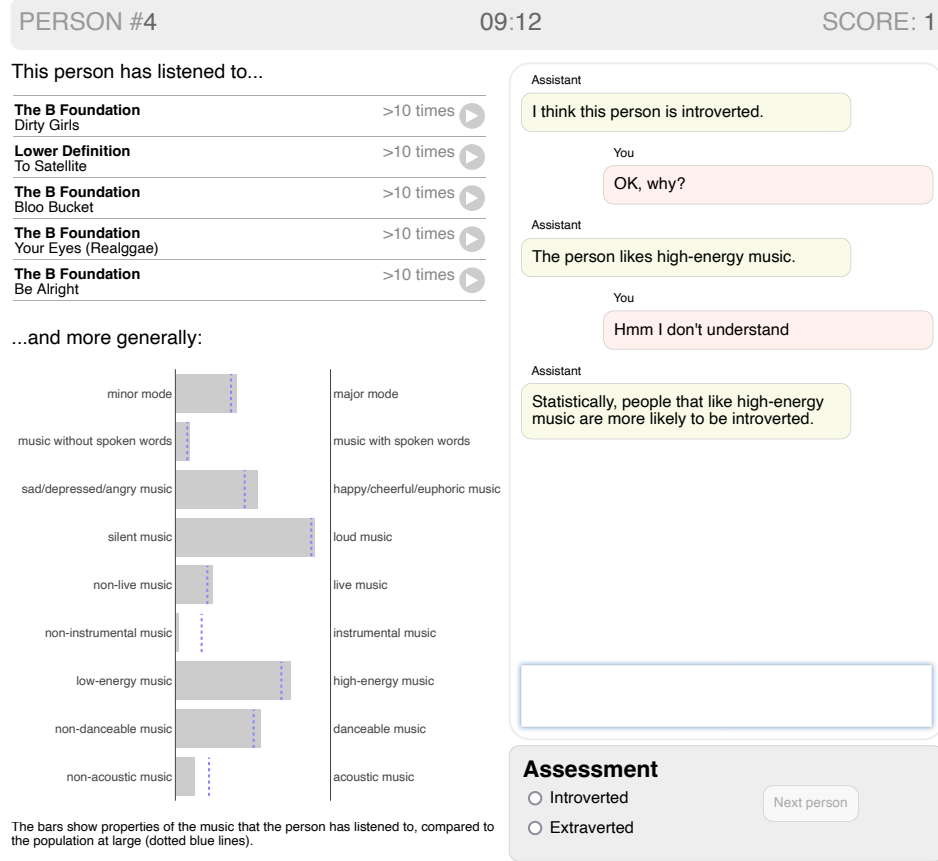 PERSON #4
09:12
SCORE: 1
This person has listened to...
The B Foundation
>10 times
Dirty Girls
Lower Definition
>10 times
To Satellite
The B Foundation
>10 times
Bloo Bucket
The B Foundation
>10 times
Your Eyes (Realggae)
The B Foundation
>10 times
Be Alright
...and more generally:
minor mode
major mode
music without spoken words
music with spoken words
sad/depressed/angry music
happy/cheerful/euphoric music
silent music
loud music
non-live music
live music
non-instrumental music
instrumental music
low-energy music
high-energy music
non-danceable music
danceable music
non-acoustic music
acoustic music
The bars show properties of the music that the person has listened to, compared to
the population at large (dotted blue lines).
Assistant
I think this person is introverted.
You
OK, why?
Assistant
The person likes high-energy music.
You
Hmm I don't understand
Assistant
Statistically, people that like high-energy
music are more likely to be introverted.
Assessment
Introverted
Extraverted
Next person